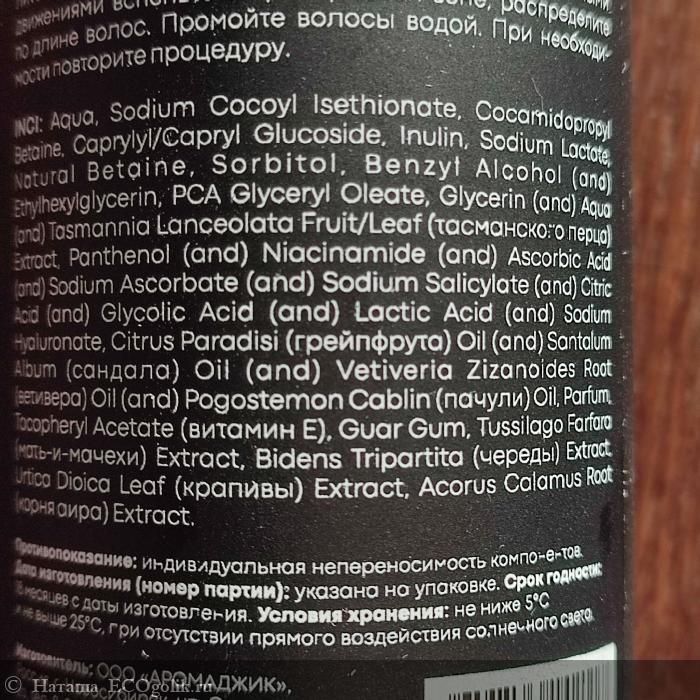 движениями
распределите
по длине волос. Промойте волосы водой. При необходи-
мости повторите процедуру.
INCI: Aqua, Sodium Cocoyl Isethionate, Cocamidopropyl
Betaine, Caprylyl/Capryl Glucoside, Inulin, Sodium Lactate,
Natural Betaine, Sorbitol, Benzyl Alcohol (and)
Ethylhexylglycerin, PCA Glyceryl Oleate, Glycerin (and) Aqua
(and) Tasmannia Lanceolata Fruit/Leaf (тасманского перца)
Extract, Panthenol (and) Niacinamide (and) Ascorbic Acid
(and) Sodium Ascorbate (and) Sodium Salicylate (and) Citric
Acid (and) Glycolic Acid (and) Lactic Acid (and) Sodium
Hyaluronate, Citrus Paradisi (грейпфрута) Oil (and) Santalum
Album (сандала) Oil (and) Vetiveria Zizanoides Root
(ветивера) Oil (and) Pogostemon Cablin (пачули) Oil, Parfum,
Tocopheryl Acetate (витамин Е), Guar Gum, Tussilago Farfara
(мать-и-мачехи) Extract, Bidens Tripartita (череды) Extract,
Urtica Dioica Leaf (крапивы) Extract, Acorus Calamus Root
(корня аира) Extract.
Противопоказание: индивидуальная непереносимость компонентов.
Дата изготовления (номер партии): указана на упаковке. Срок годности:
18 месяцев с даты изготовления. Условия хранения: не ниже 5°С
и не выше 25°С, при отсутствии прямого воздействия солнечного света.
Изготовитель: ООО «АРОМАДЖИК»,
© Наташа ECOgolik.ru